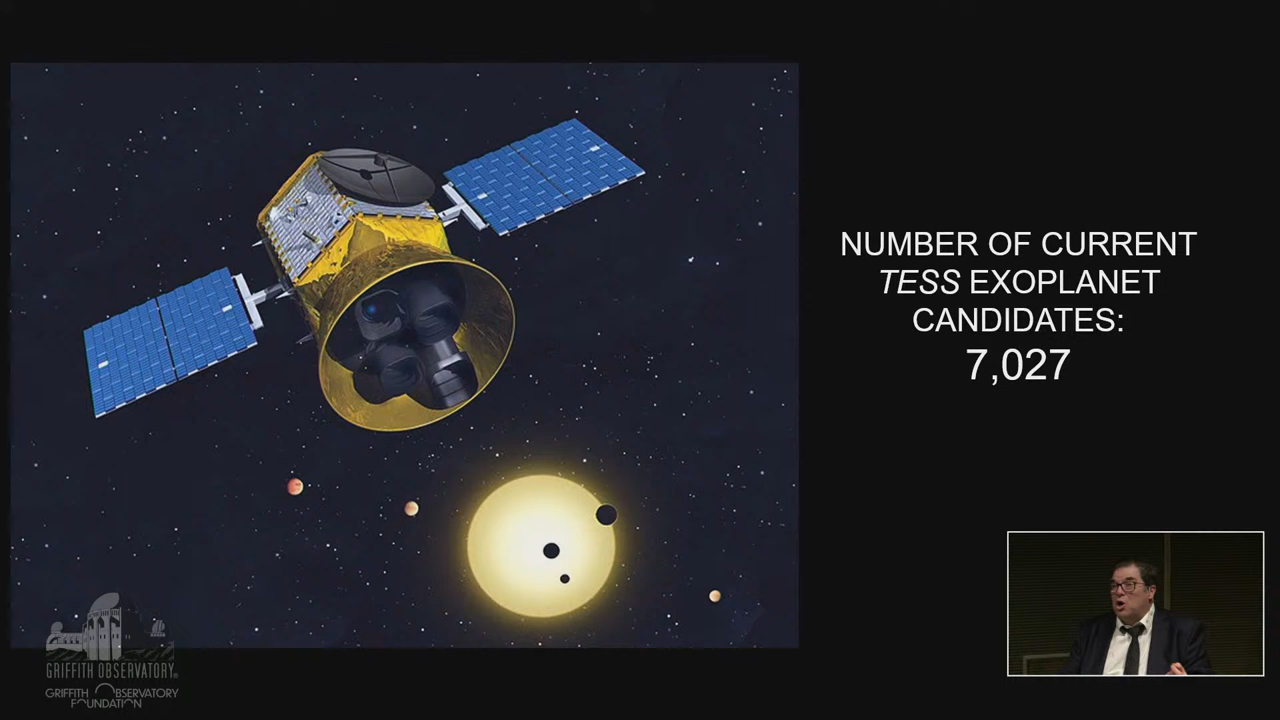 NUMBER OF CURRENT
TESS EXOPLANET
CANDIDATES:
7,027
GRIFFITH OBSERVATORY®
GRIFFITH OBSERVATORY
FOUNDATION